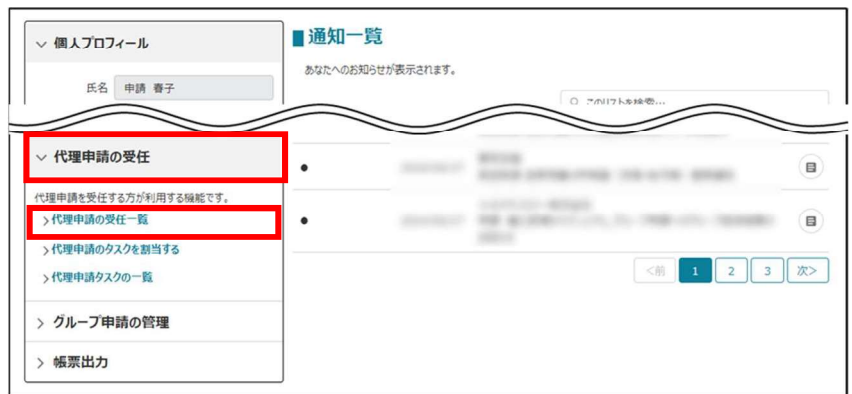 個人プロフィール
氏名 申請 春子
代理申請の受任
代理申請を受任する方が利用する機能です。
>代理申請の受任一覧
>代理申請のタスクを割当する
>代理申請タスクの一覧
> グループ申請の管理
> 帳票出力
通知一覧
あなたへのお知らせが表示されます。
このリストを検索...
<前 1 2 3 次>